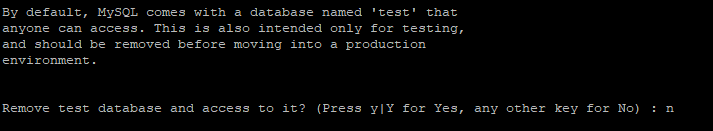 By default, MySQL comes with a database named 'test' that
anyone can access. This is also intended only for testing,
and should be removed before moving into a production
environment.
Remove test database and access to it? (Press y|Y for Yes, any other key for No) : n